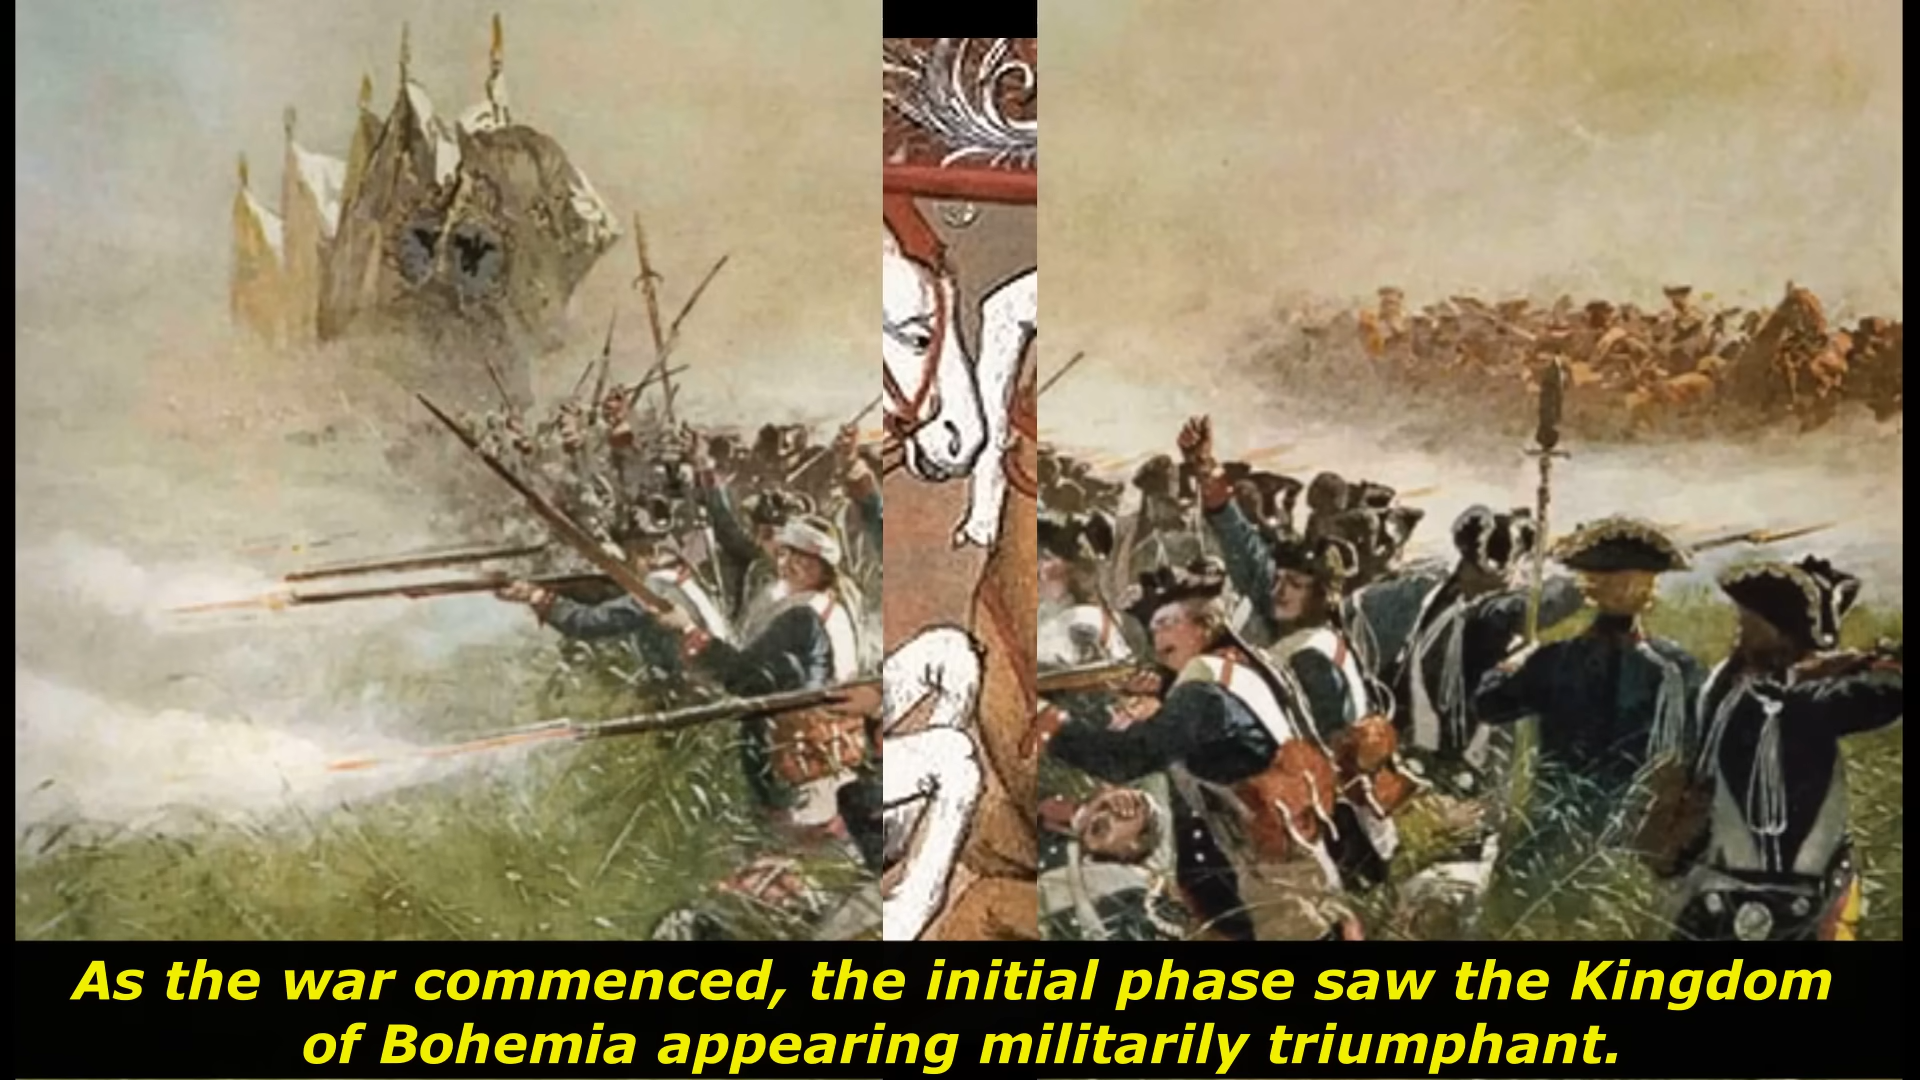 As the war commenced, the initial phase saw the Kingdom
of Bohemia appearing militarily triumphant.